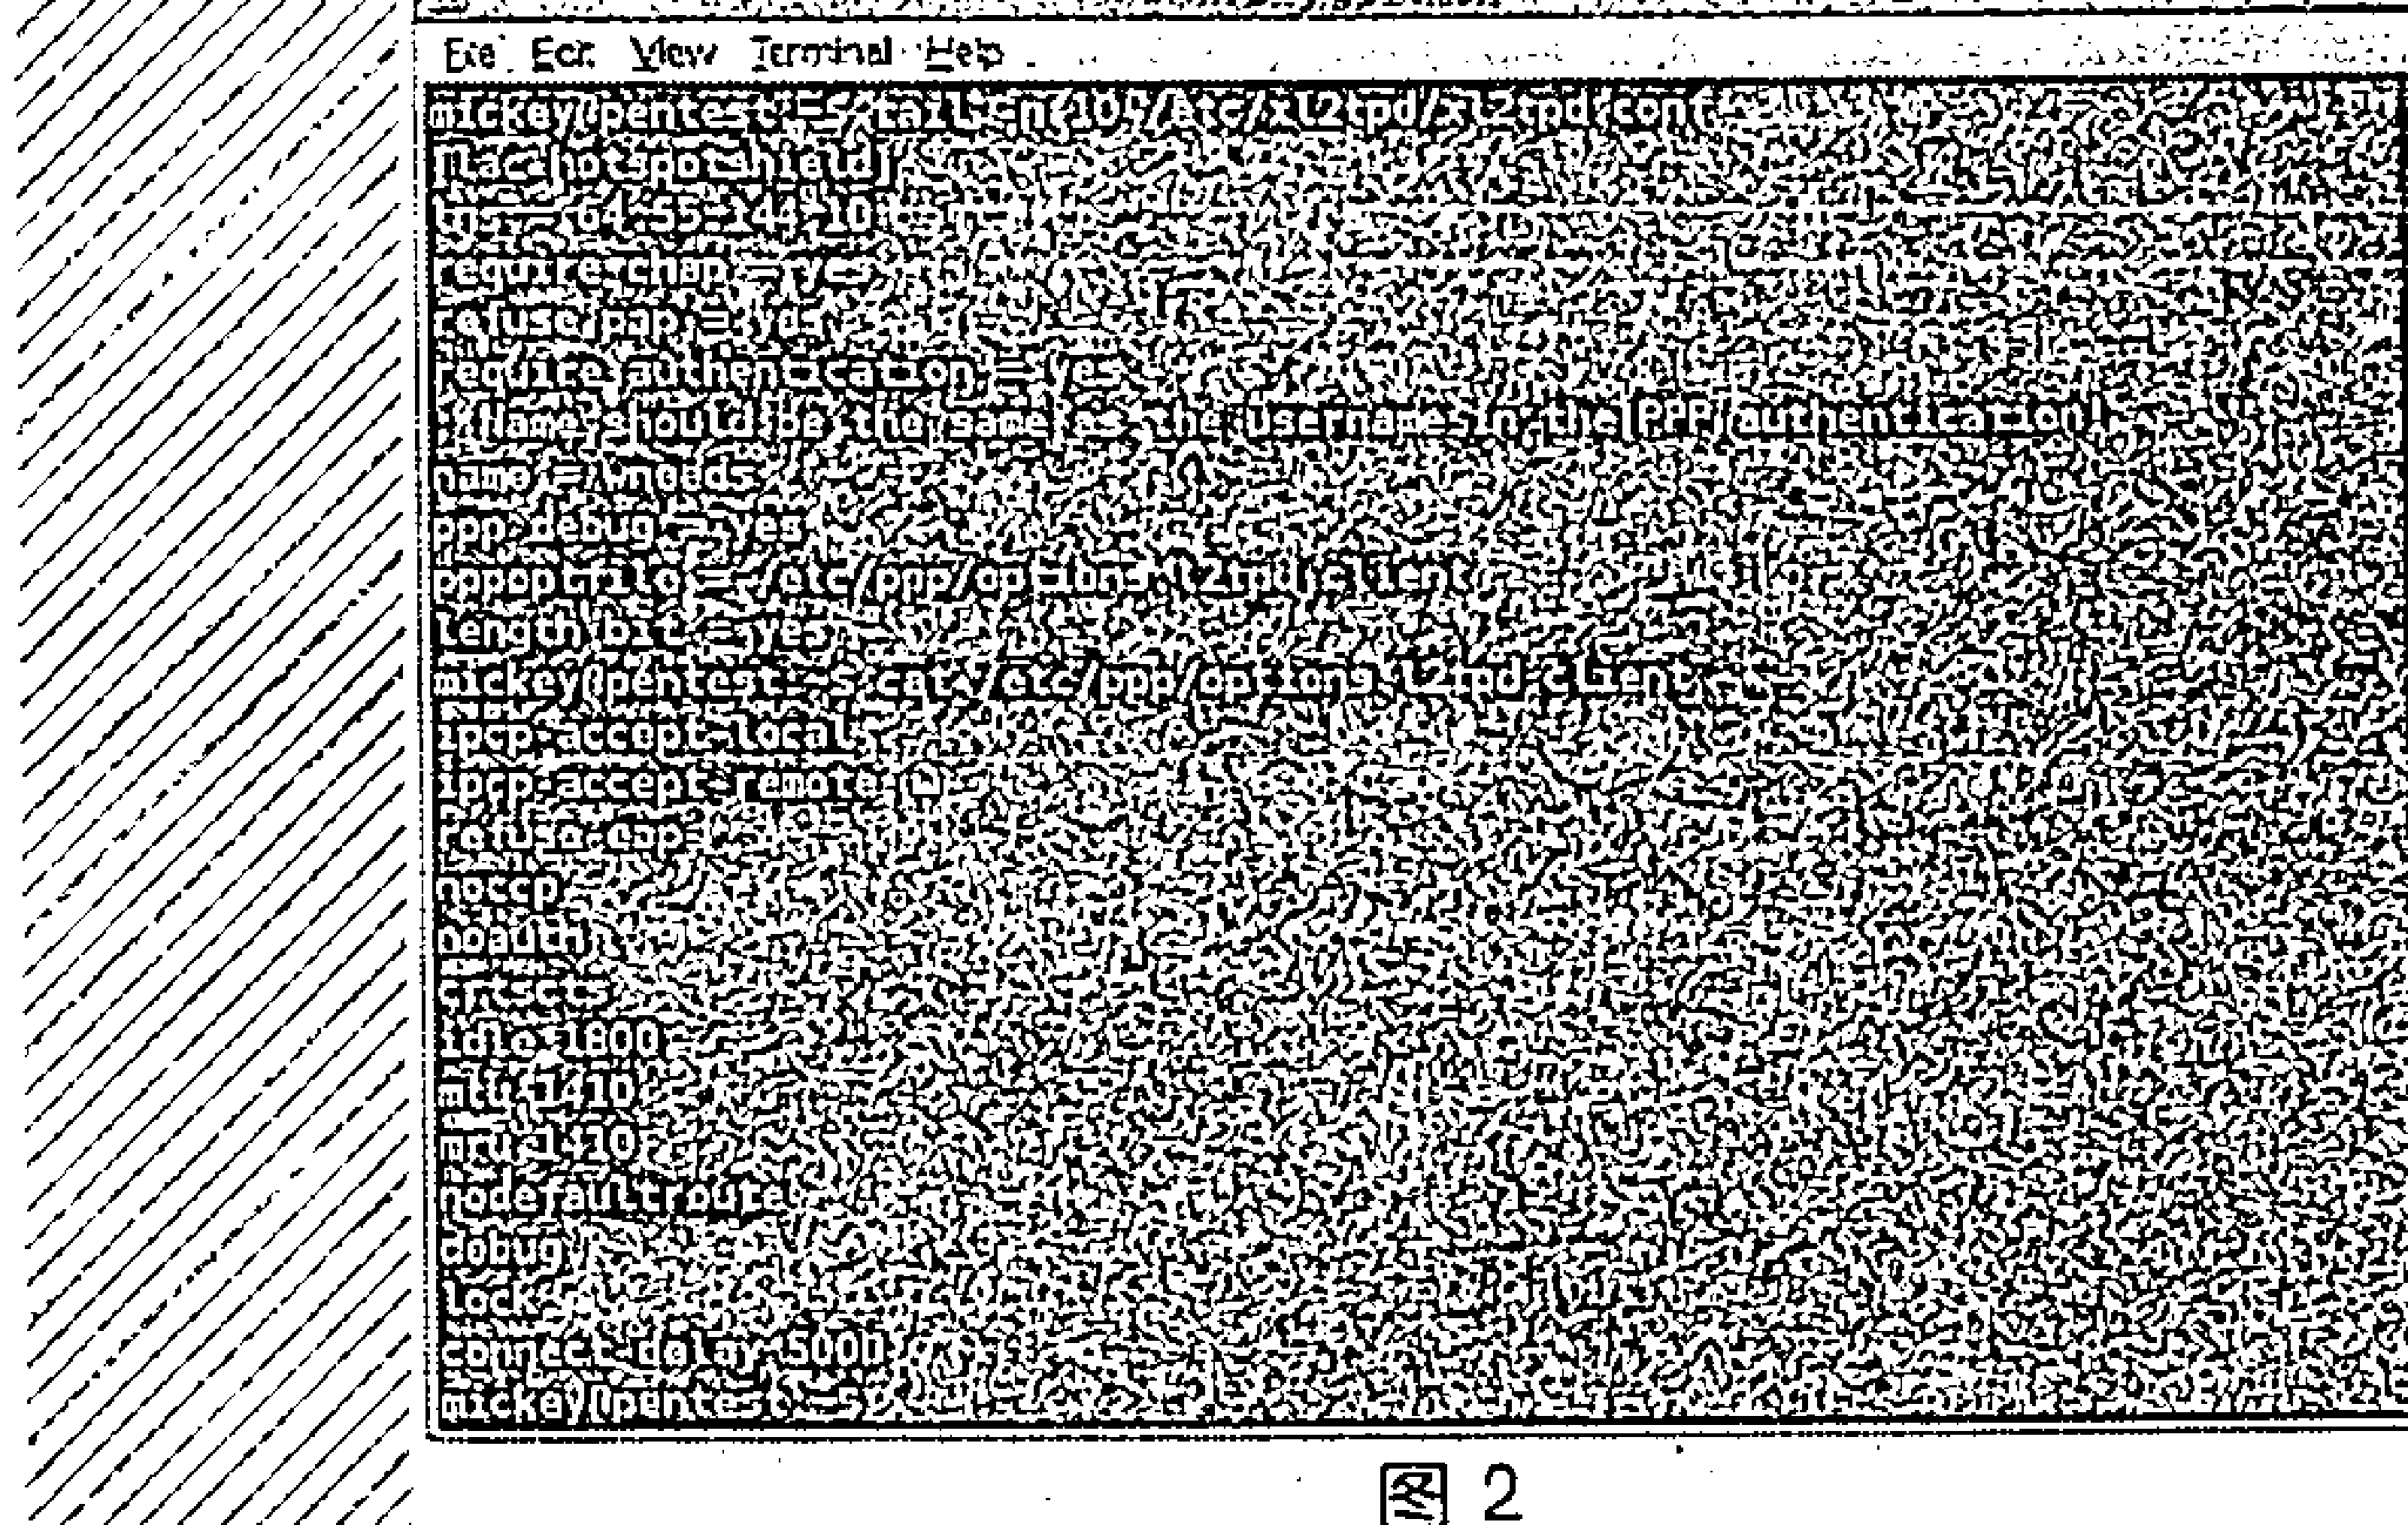 File Edit View Terminal Help
mickey@pentest:~$ tail -n 10 /etc/xl2tpd/xl2tpd.conf
[lac hotspotshield]
lns = 64.55.144.10
require chap = yes
refuse pap = yes
require authentication = yes
; Name should be the same as the username in the PPP authentication!
name =
ppp debug = yes
pppoptfile = /etc/ppp/options.l2tpd.client
length bit = yes
mickey@pentest:~$ cat /etc/ppp/options.l2tpd.client
ipcp-accept-local
ipcp-accept-remote
refuse-eap
noccp
noauth
crtscts
idle 1800
mtu 1410
mru 1410
nodefaultroute
debug
lock
connect-delay 5000
mickey@pentest:~$
图 2